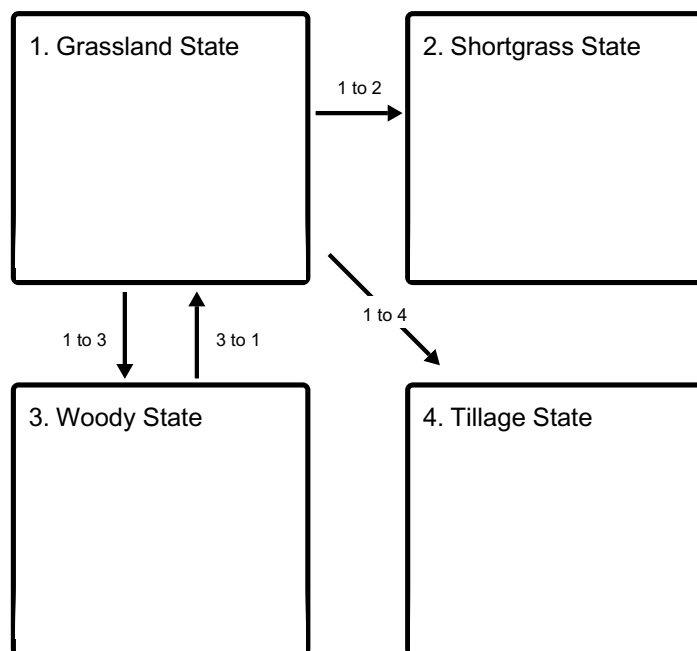 1. Grassland State
2. Shortgrass State
1 to 2
1 to 4
1 to 3
3 to 1
3. Woody State
4. Tillage State